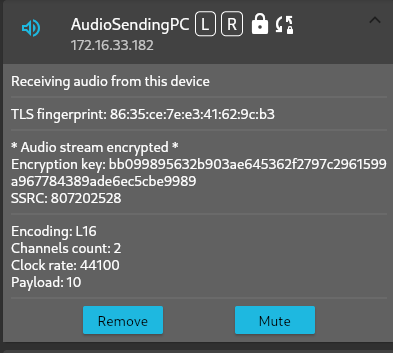 AudioSendingPC L R
172.16.33.182
Receiving audio from this device
TLS fingerprint: 86:35:ce:7e:e3:41:62:9c:b3
* Audio stream encrypted *
Encryption key: bb099895632b903ae645362f2797c2961599
a967784389ade6ec5cbe9989
SSRC: 807202528
Encoding: L16
Channels count: 2
Clock rate: 44100
Payload: 10
Remove Mute